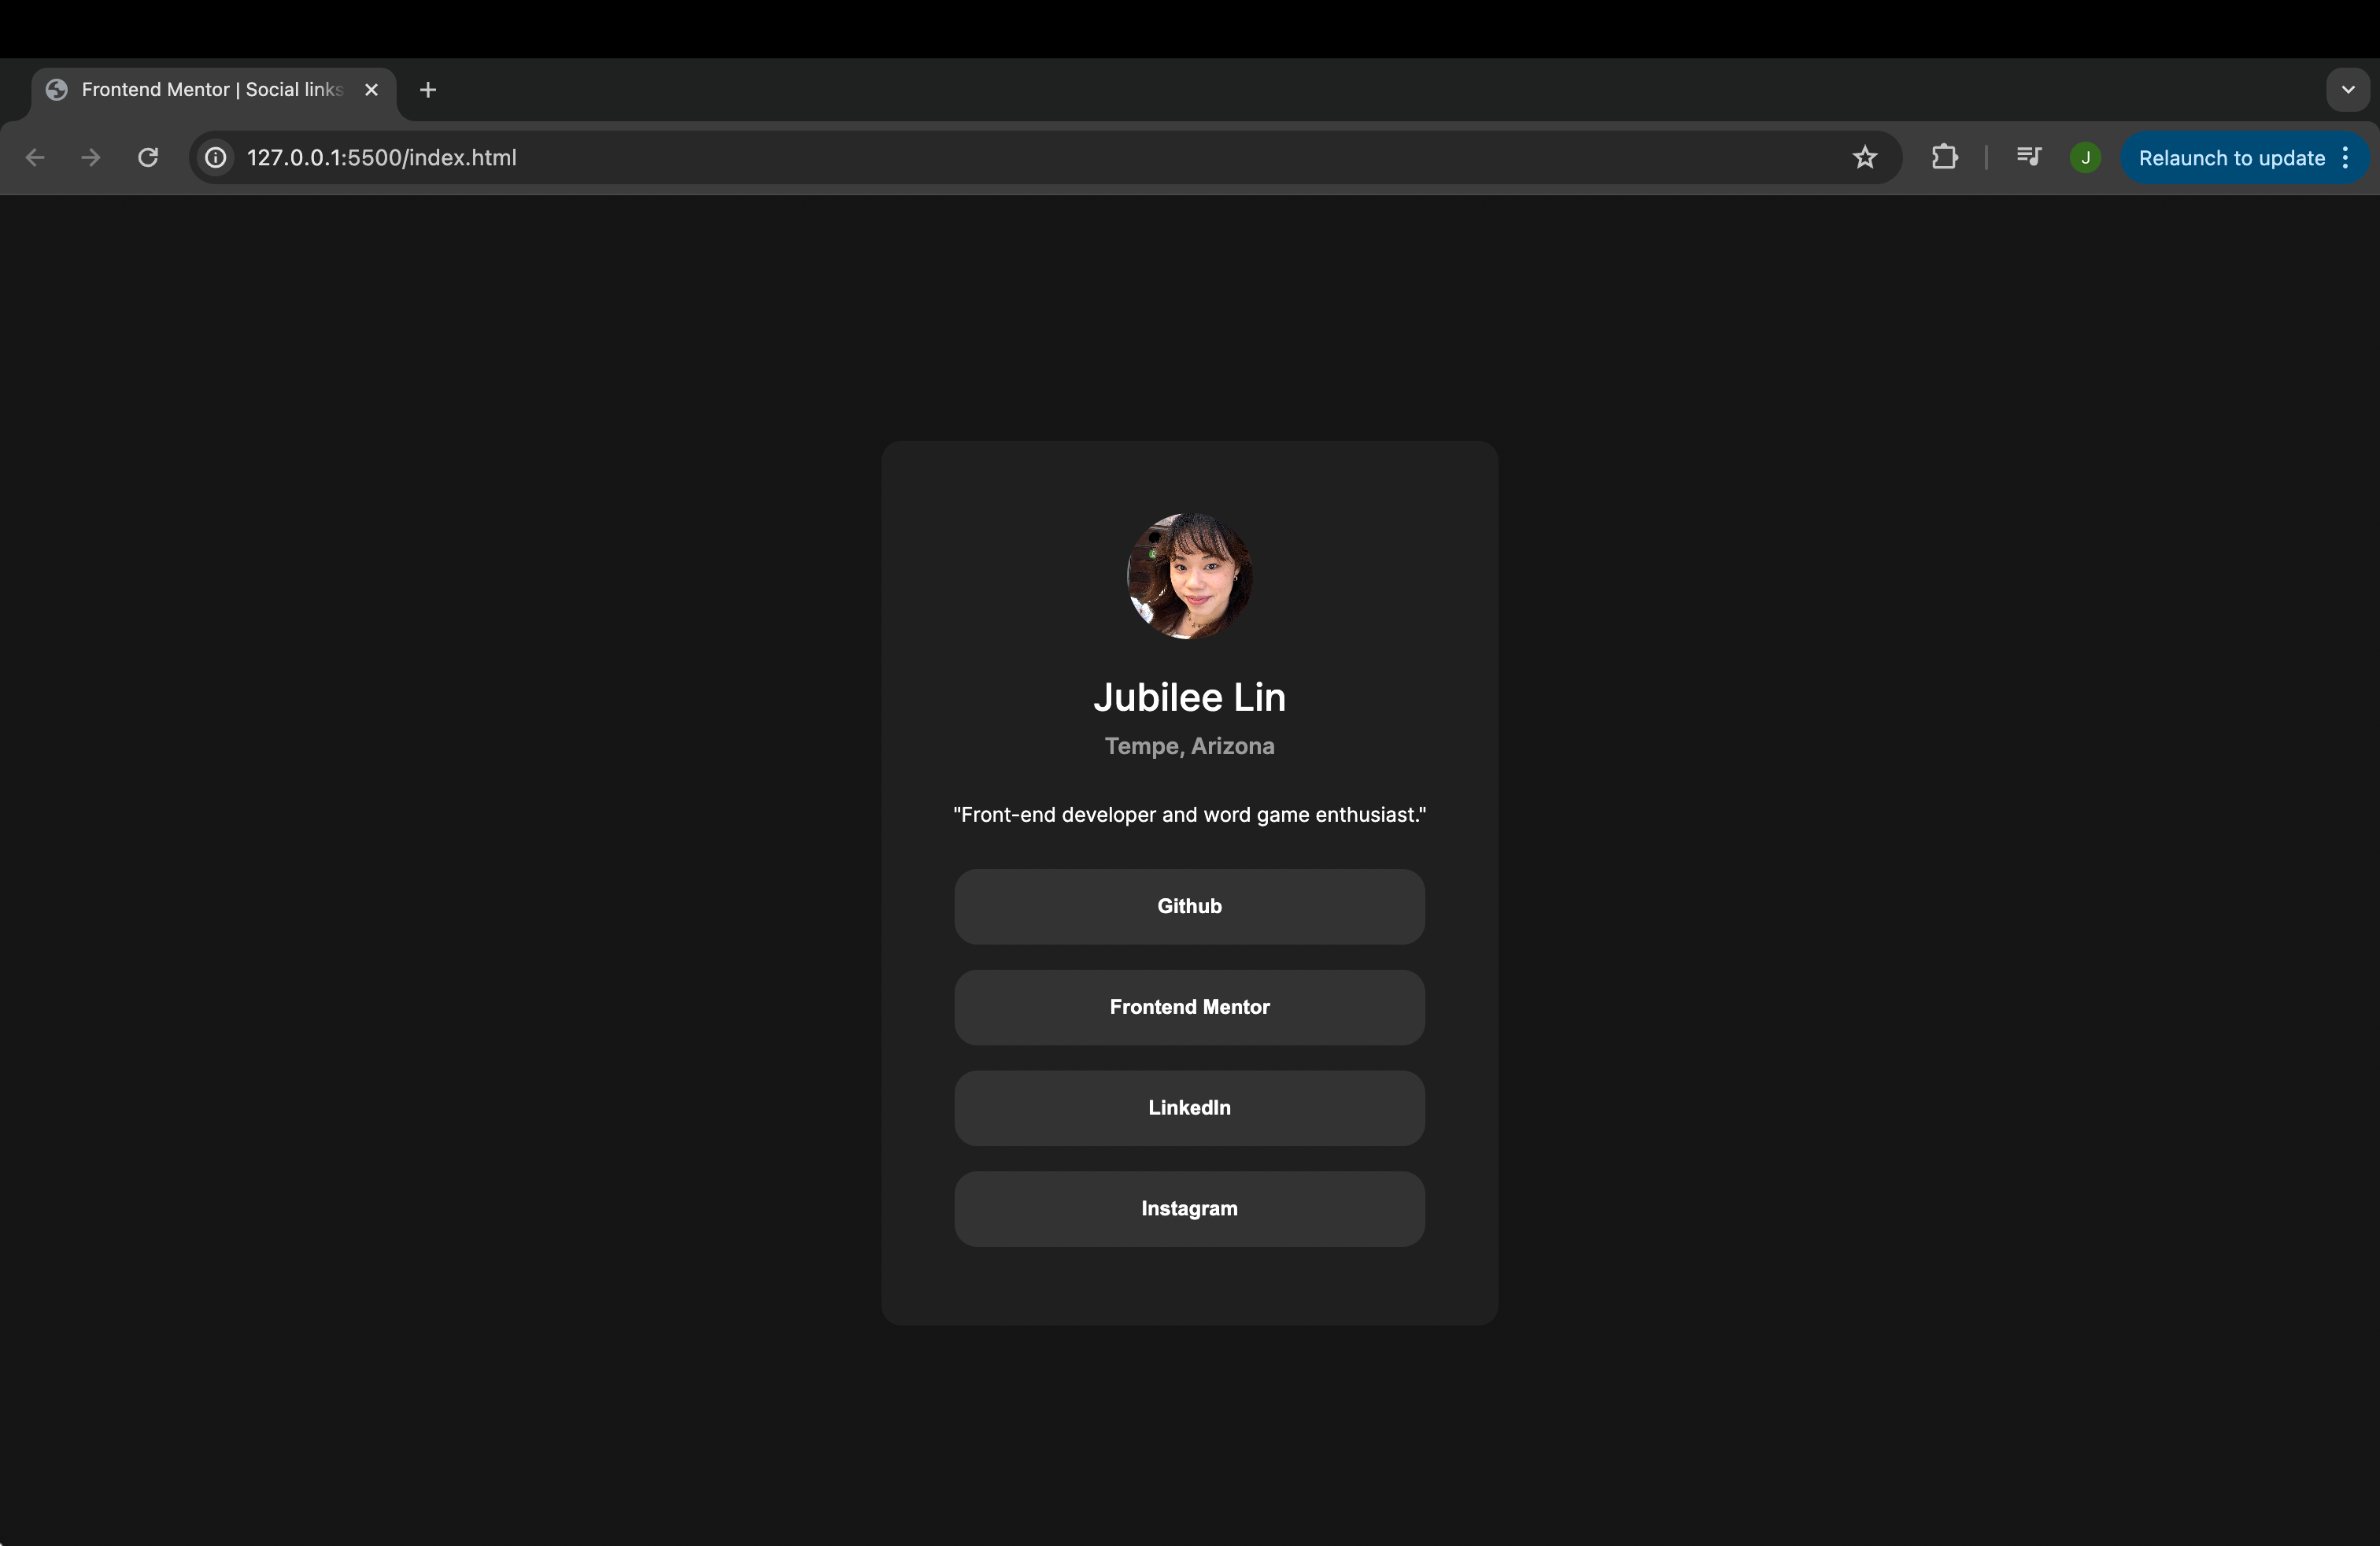 Frontend Mentor | Social links
127.0.0.1:5500/index.html
J
Relaunch to update
Jubilee Lin
Tempe, Arizona
"Front-end developer and word game enthusiast."
Github
Frontend Mentor
LinkedIn
Instagram